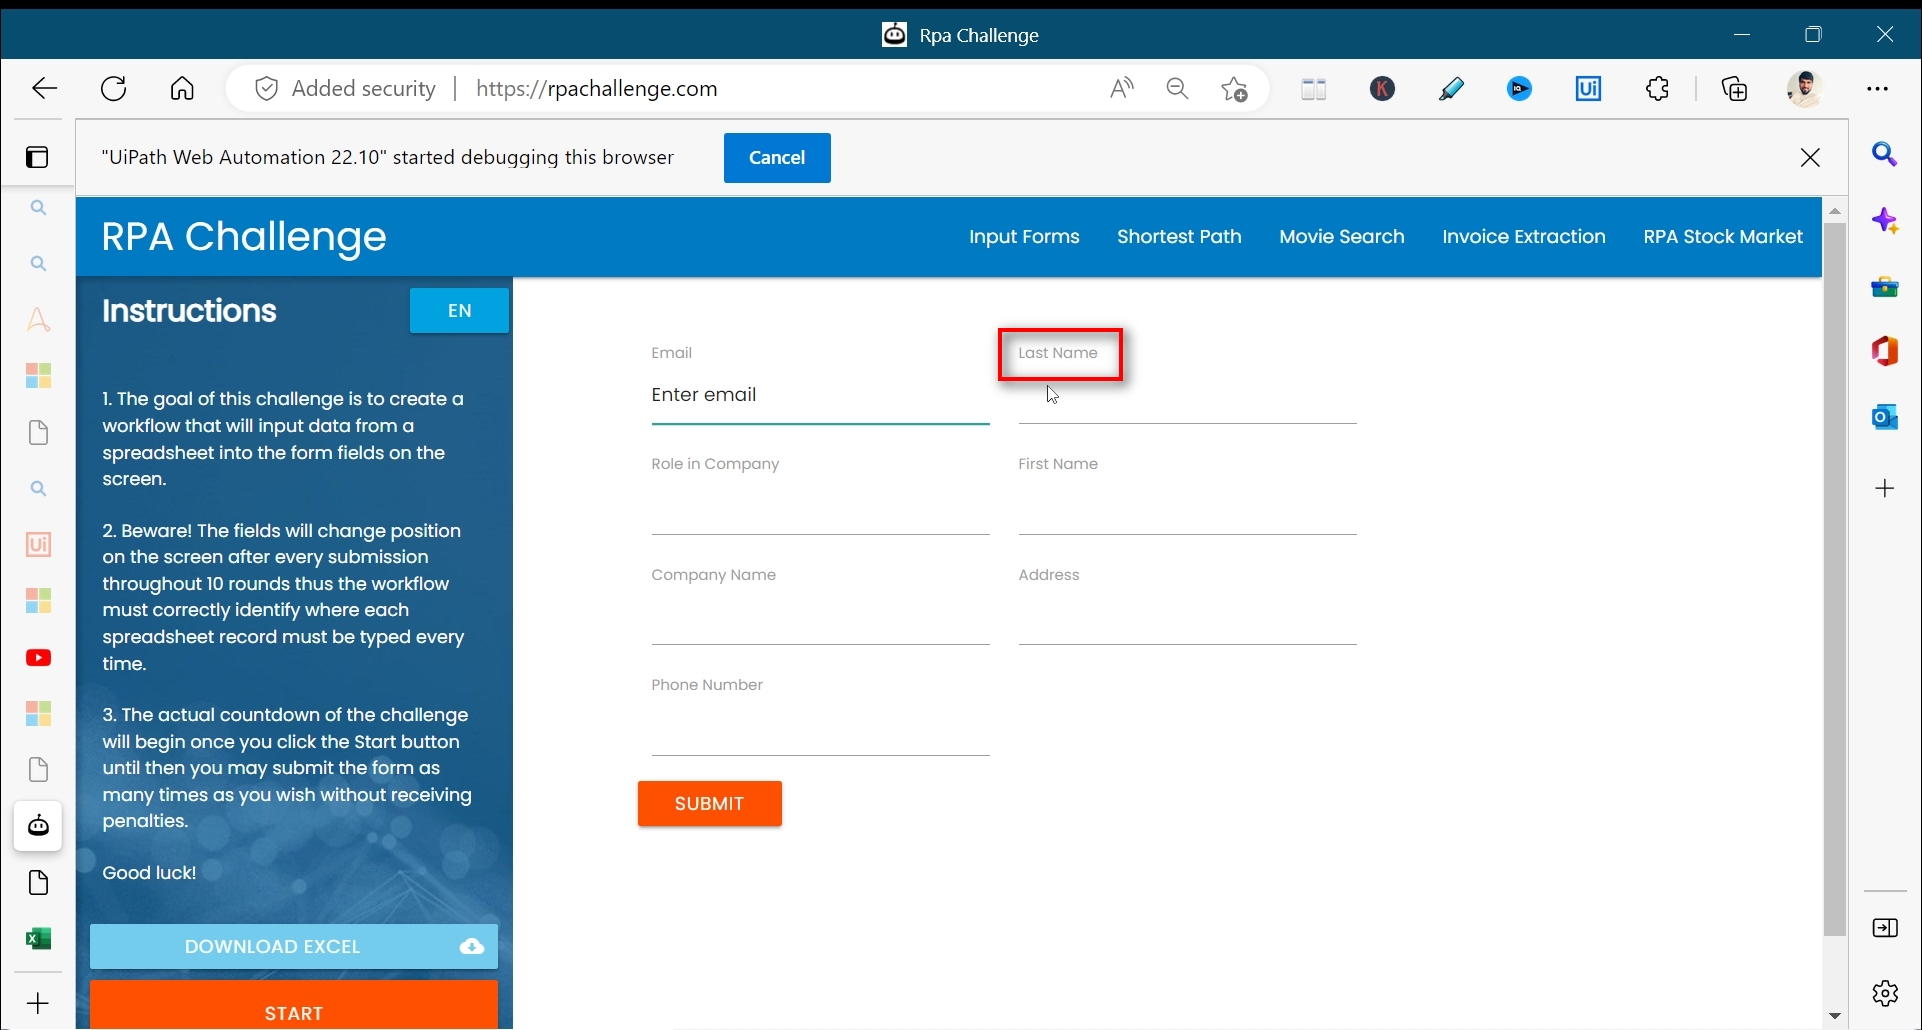 Rpa Challenge
Added security | https://rpachallenge.com
"UiPath Web Automation 22.10" started debugging this browser
Cancel
RPA Challenge
Input Forms
Shortest Path
Movie Search
Invoice Extraction
RPA Stock Market
Instructions
EN
1. The goal of this challenge is to create a
workflow that will input data from a
spreadsheet into the form fields on the
screen.
2. Beware! The fields will change position
on the screen after every submission
throughout 10 rounds thus the workflow
must correctly identify where each
spreadsheet record must be typed every
time.
3. The actual countdown of the challenge
will begin once you click the Start button
until then you may submit the form as
many times as you wish without receiving
penalties.
Good luck!
DOWNLOAD EXCEL
START
Email
Enter email
Last Name
Role in Company
First Name
Company Name
Address
Phone Number
SUBMIT
K
IQ
Ui
Ui